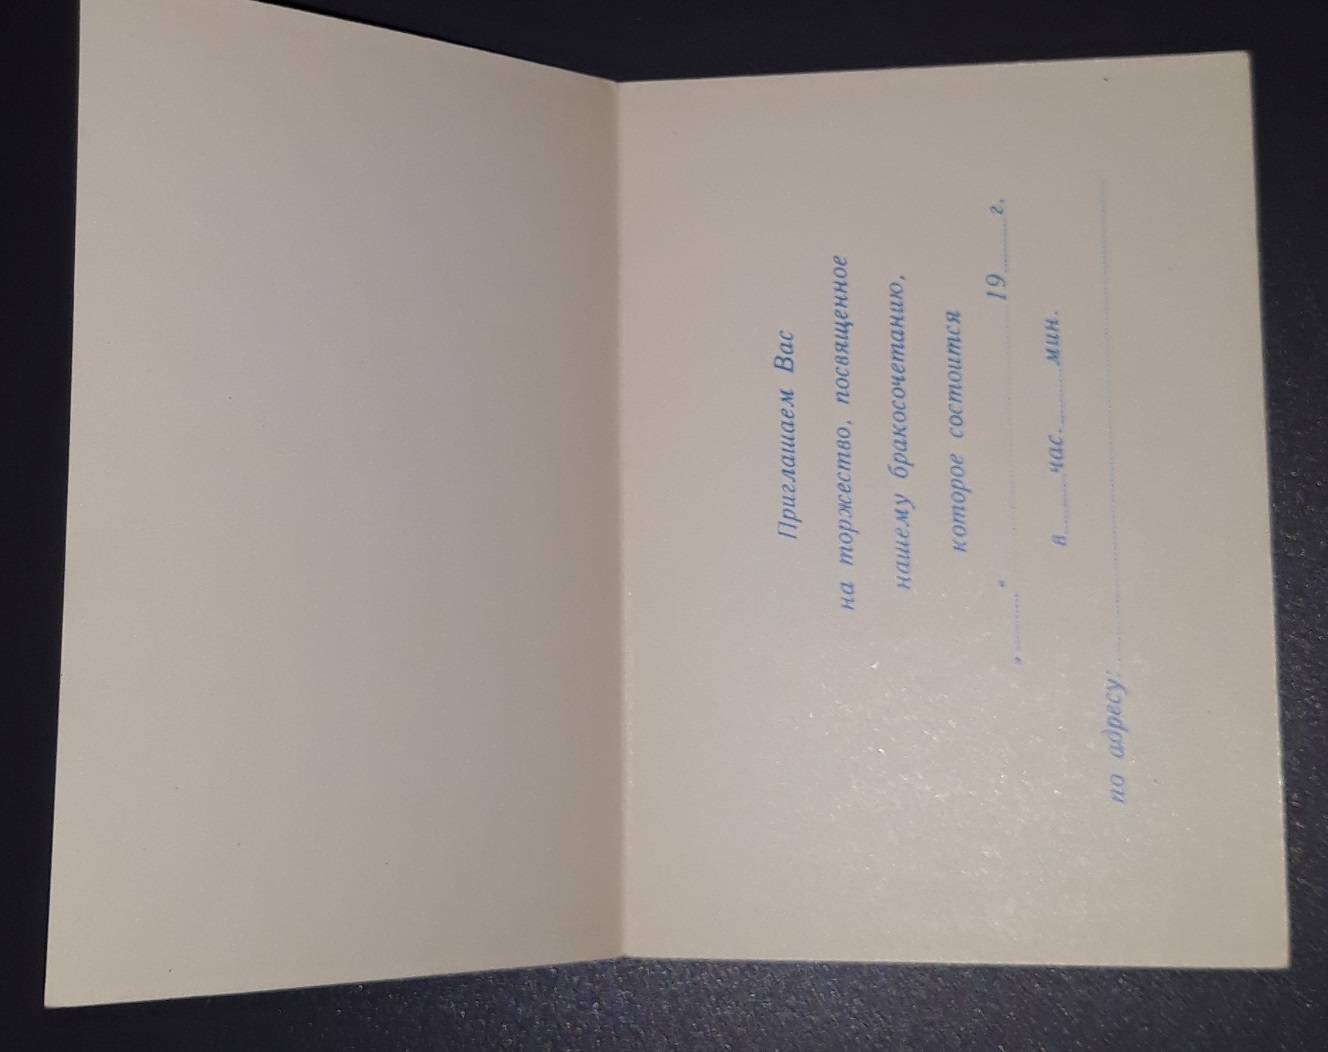 Приглашаем Вас
на торжество, посвященное
нашему бракосочетанию,
которое состоится
„......“ .................... 19......г.
в......час.......мин.
по адресу:........................................